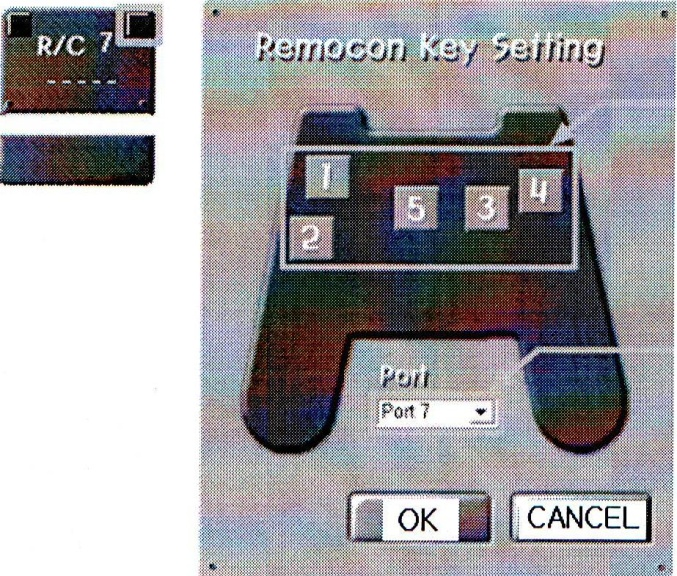 R/C 7
-----
Remocon Key Setting
1
4
5
3
2
Port
Port 7
OK
CANCEL